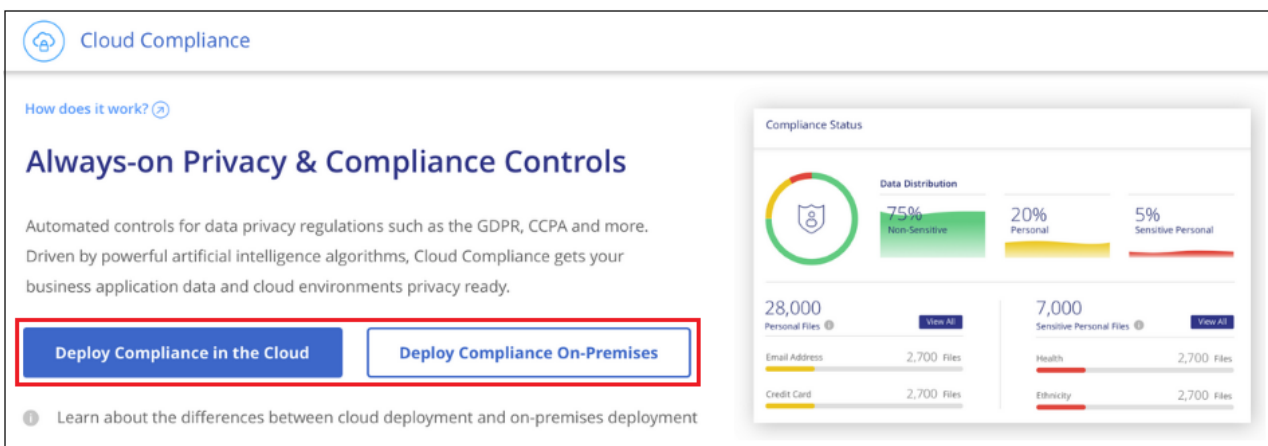 Cloud Compliance
How does it work?
Always-on Privacy & Compliance Controls
Automated controls for data privacy regulations such as the GDPR, CCPA and more.
Driven by powerful artificial intelligence algorithms, Cloud Compliance gets your
business application data and cloud environments privacy ready.
Deploy Compliance in the Cloud
Deploy Compliance On-Premises
Learn about the differences between cloud deployment and on-premises deployment
Compliance Status
Data Distribution
75%
Non-Sensitive
20%
Personal
5%
Sensitive Personal
28,000
Personal Files
View All
Email Address 2,700 Files
Credit Card 2,700 Files
7,000
Sensitive Personal Files
View All
Health 2,700 Files
Ethnicity 2,700 Files